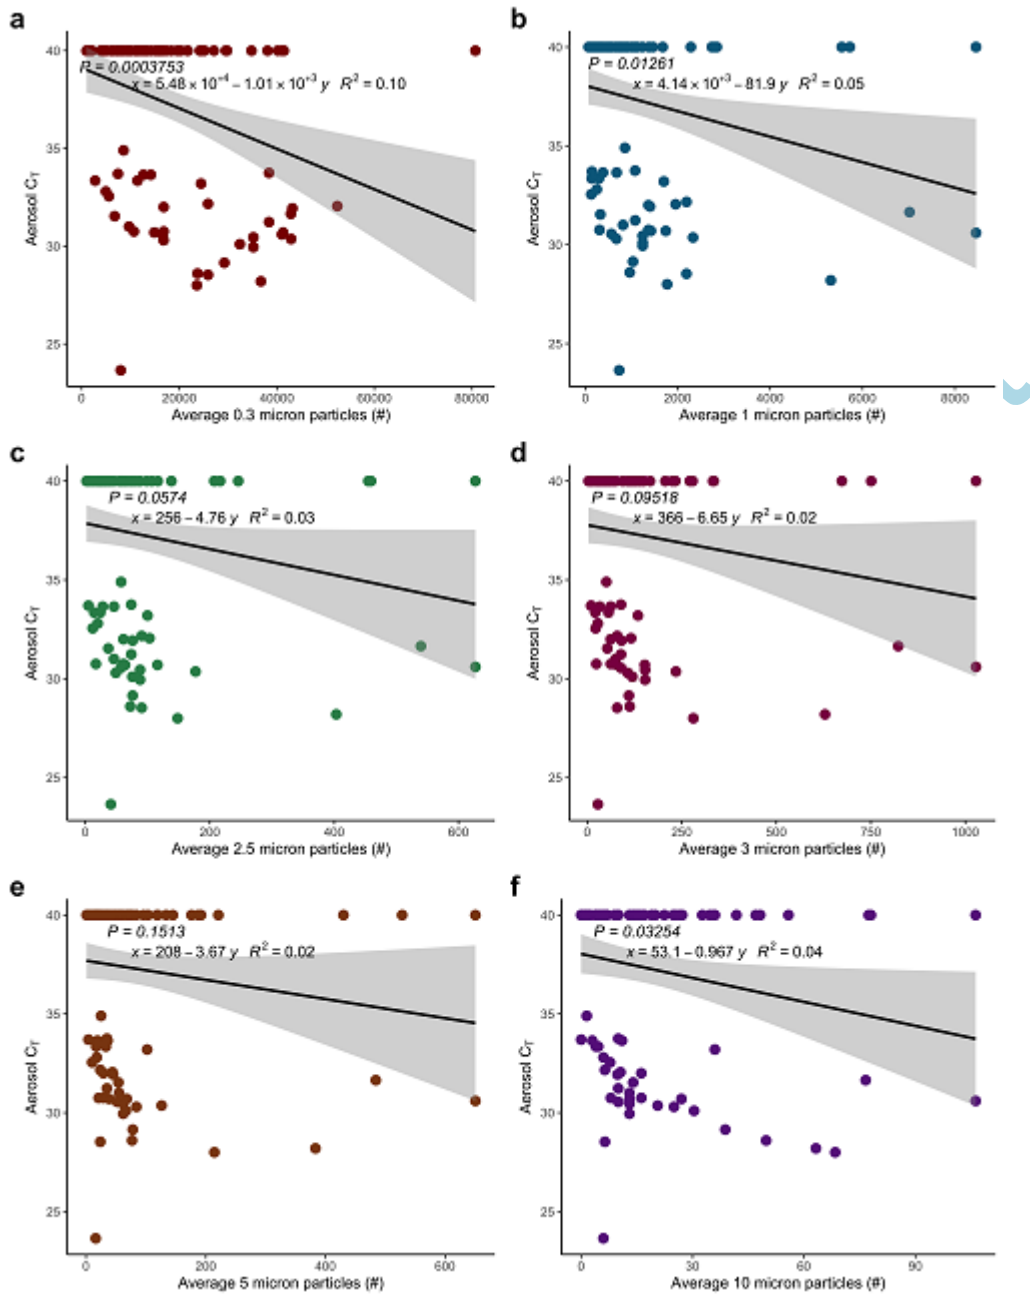 a
40
35
30
25
Aerosol CT
P = 0.0003753
x = 5.48 × 10⁺⁴ – 1.01 × 10⁺³ y R² = 0.10
0 20000 40000 60000 80000
Average 0.3 micron particles (#)
b
40
35
30
25
Aerosol CT
P = 0.01261
x = 4.14 × 10⁺³ – 81.9 y R² = 0.05
0 2000 4000 6000 8000
Average 1 micron particles (#)
c
40
35
30
25
Aerosol CT
P = 0.0574
x = 256 – 4.76 y R² = 0.03
0 200 400 600
Average 2.5 micron particles (#)
d
40
35
30
25
Aerosol CT
P = 0.09518
x = 366 – 6.65 y R² = 0.02
0 250 500 750 1000
Average 3 micron particles (#)
e
40
35
30
25
Aerosol CT
P = 0.1513
x = 208 – 3.67 y R² = 0.02
0 200 400 600
Average 5 micron particles (#)
f
40
35
30
25
Aerosol CT
P = 0.03254
x = 53.1 – 0.967 y R² = 0.04
0 30 60 90
Average 10 micron particles (#)